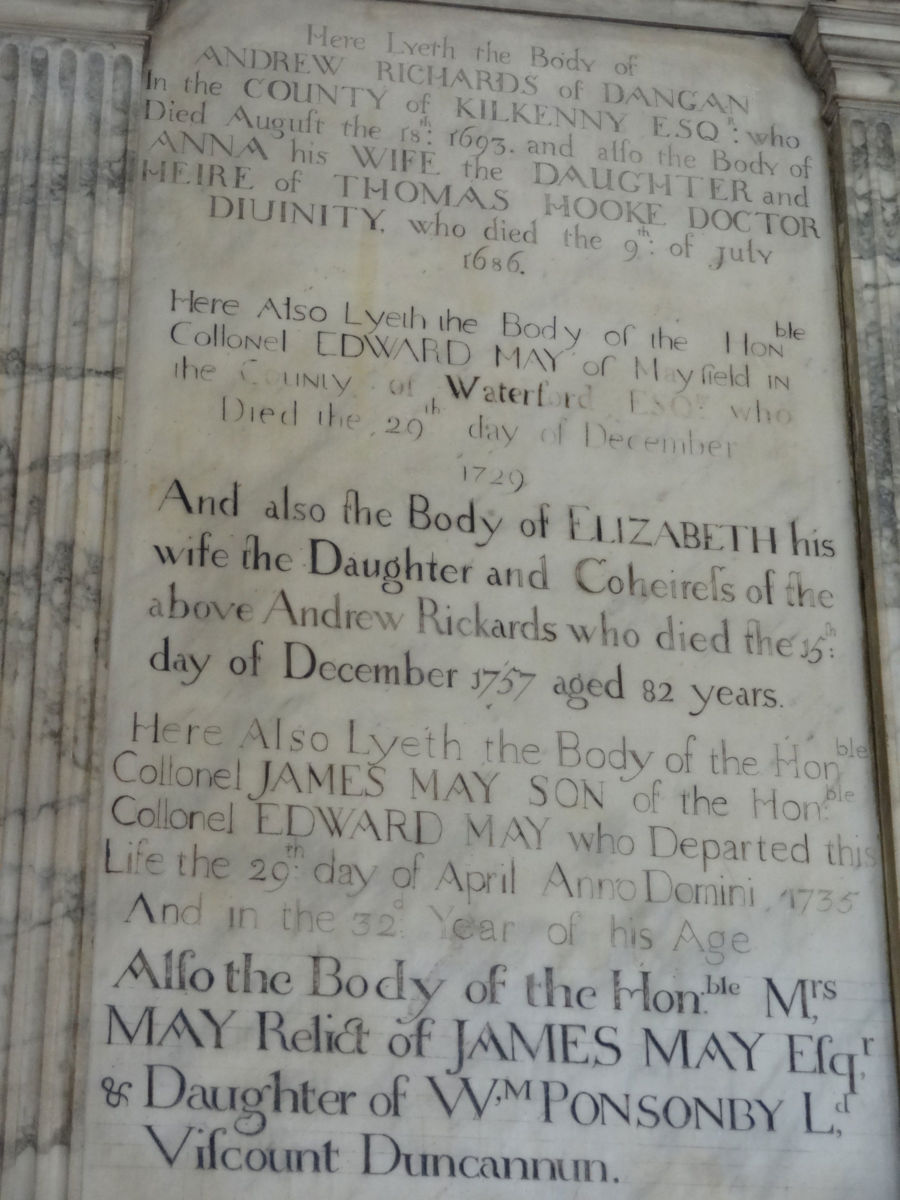 Here Lyeth the Body of
ANDREW RICHARDS of DANGAN
In the COUNTY of KILKENNY ESQ.R: who
Died Auguſt the 18th: 1693. and alſo the Body of
ANNA his WIFE the DAUGHTER and
HEIRE of THOMAS HOOKE DOCTOR
DIUINITY, who died the 9th: of July
1686.
Here Also Lyeth the Body of the Honble
Collonel EDWARD MAY of Mayfield IN
the County of Waterford ESQr who
Died the 29th day of December
1729
And also the Body of ELIZABETH his
wife the Daughter and Coheireſs of the
above Andrew Rickards who died the 15th:
day of December 1757 aged 82 years.
Here Also Lyeth the Body of the Honble
Collonel JAMES MAY SON of the Hon:ble
Collonel EDWARD MAY who Departed this
Life the 29th: day of April Anno Domini 1735
And in the 32d: Year of his Age
Alſo the Body of the Hon:ble Mrs,
MAY Relict of JAMES MAY Eſqr,
& Daughter of W,M PONSONBY Ld,
Viſcount Duncannun.